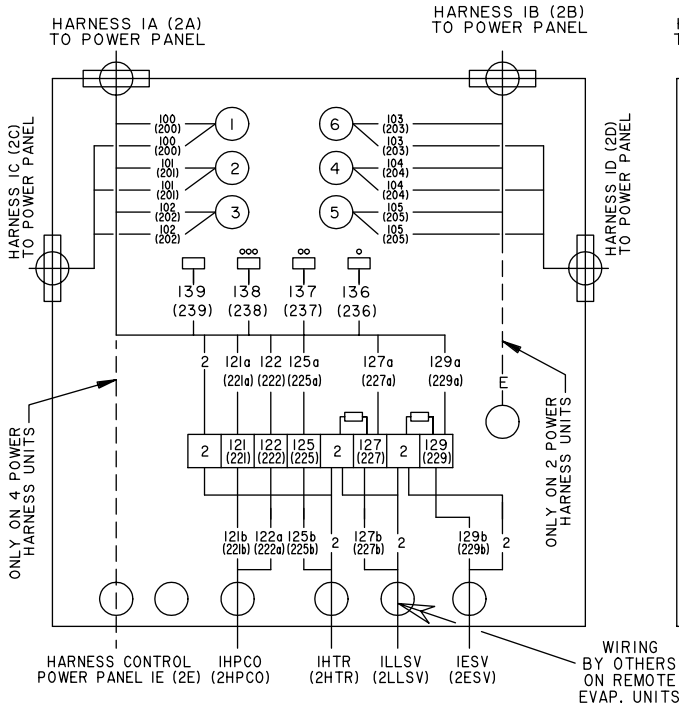 HARNESS 1A (2A)
TO POWER PANEL
HARNESS 1B (2B)
TO POWER PANEL
HARNESS 1C (2C)
TO POWER PANEL
HARNESS 1D (2D)
TO POWER PANEL
100
(200)
100
(200)
101
(201)
101
(201)
102
(202)
102
(202)
1
2
3
6
4
5
103
(203)
103
(203)
104
(204)
104
(204)
105
(205)
105
(205)
ooo
oo
o
139
(239)
138
(238)
137
(237)
136
(236)
2
121a
(221a)
122
(222)
125a
(225a)
127a
(227a)
129a
(229a)
E
2
121
(221)
122
(222)
125
(225)
2
127
(227)
2
129
(229)
ONLY ON 4 POWER
HARNESS UNITS
ONLY ON 2 POWER
HARNESS UNITS
121b
(221b)
122a
(222a)
125b
(225b)
2
127b
(227b)
2
129b
(229b)
2
HARNESS CONTROL
POWER PANEL 1E (2E)
1HPCO
(2HPCO)
1HTR
(2HTR)
1LLSV
(2LLSV)
1ESV
(2ESV)
WIRING
BY OTHERS
ON REMOTE
EVAP. UNITS